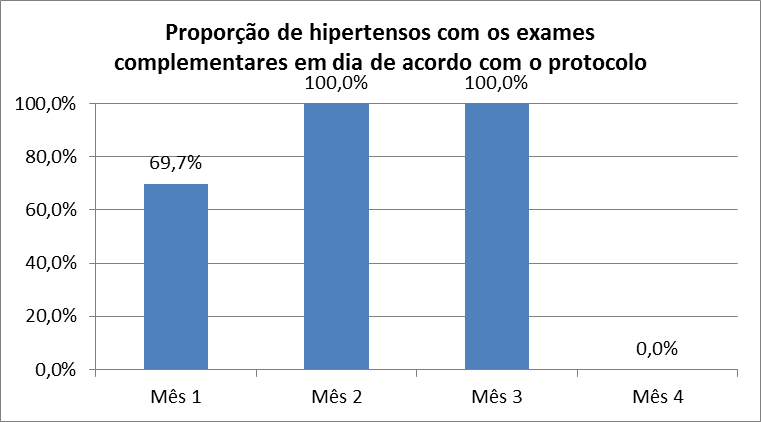 Proporção de hipertensos com os exames
complementares em dia de acordo com o protocolo
100,0%
80,0%
60,0%
40,0%
20,0%
0,0%
69,7%
100,0%
100,0%
0,0%
Mês 1
Mês 2
Mês 3
Mês 4